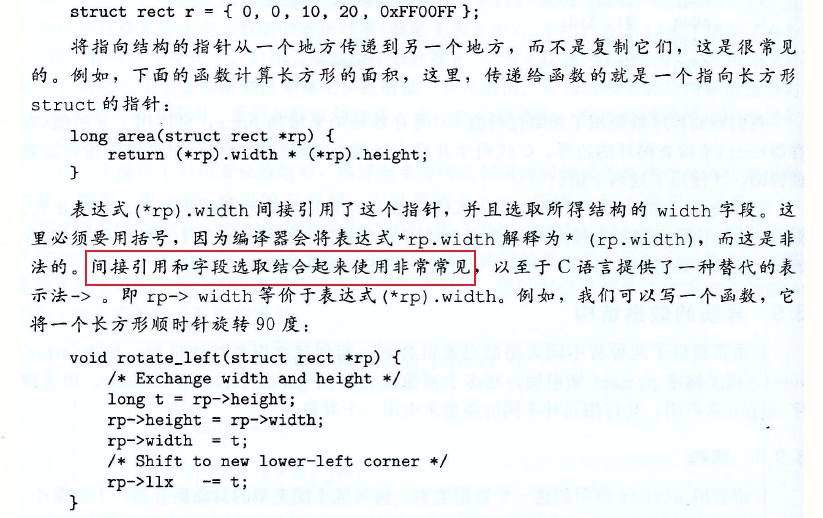 struct rect r = { 0, 0, 10, 20, 0xFF00FF };
将指向结构的指针从一个地方传递到另一个地方，而不是复制它们，这是很常见
的。例如，下面的函数计算长方形的面积，这里，传递给函数的就是一个指向长方形
struct 的指针：
long area(struct rect *rp) {
return (*rp).width * (*rp).height;
}
表达式(*rp).width 间接引用了这个指针，并且选取所得结构的 width 字段。这
里必须要用括号，因为编译器会将表达式*rp.width 解释为* (rp.width)，而这是非
法的。间接引用和字段选取结合起来使用非常常见，以至于 C 语言提供了一种替代的表
示法-> 。即 rp-> width 等价于表达式(*rp).width。例如，我们可以写一个函数，它
将一个长方形顺时针旋转 90 度：
void rotate_left(struct rect *rp) {
/* Exchange width and height */
long t = rp->height;
rp->height = rp->width;
rp->width = t;
/* Shift to new lower-left corner */
rp->llx -= t;
}